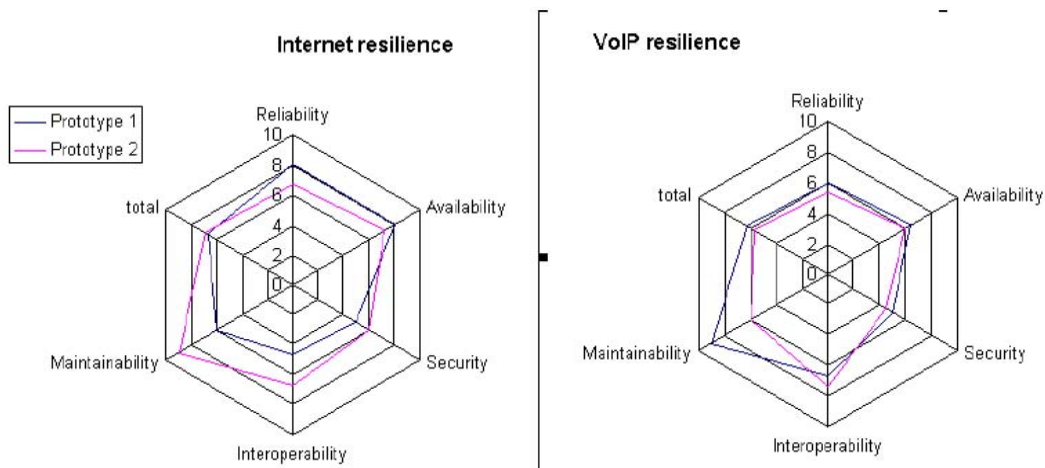 Internet resilience
Prototype 1
Prototype 2
Reliability
10
8
6
4
2
0
total
Availability
Maintainability
Security
Interoperability
VoIP resilience
Reliability
10
8
6
4
2
0
total
Availability
Maintainability
Security
Interoperability